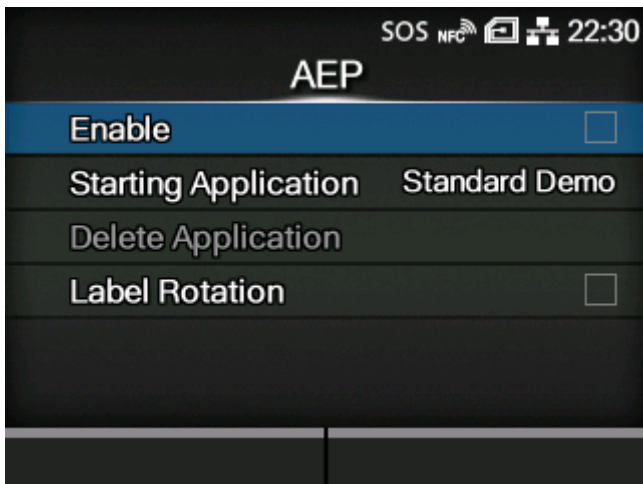 SOS NFC 22:30
AEP
Enable
Starting Application Standard Demo
Delete Application
Label Rotation